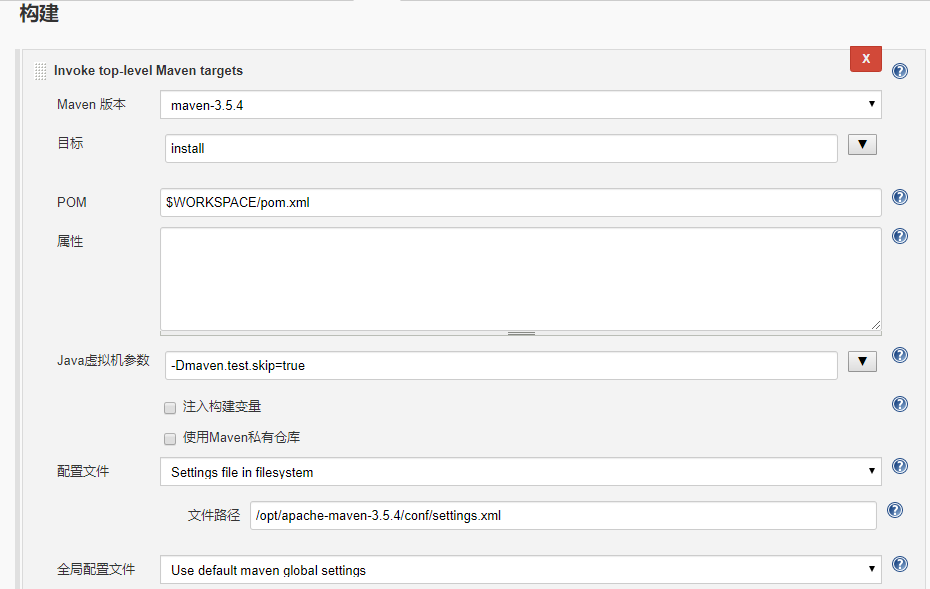 构建
Invoke top-level Maven targets
X
Maven 版本
maven-3.5.4
目标
install
POM
$WORKSPACE/pom.xml
属性
Java虚拟机参数
-Dmaven.test.skip=true
注入构建变量
使用Maven私有仓库
配置文件
Settings file in filesystem
文件路径
/opt/apache-maven-3.5.4/conf/settings.xml
全局配置文件
Use default maven global settings